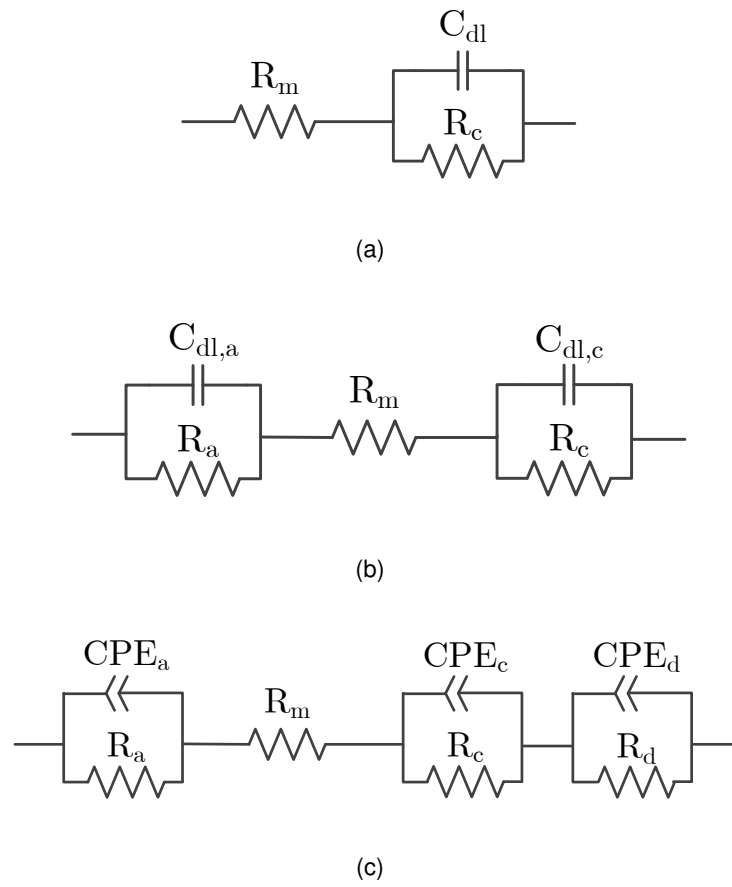 C_dl
R_m
R_c
(a)
C_dl,a C_dl,c
R_m
R_a R_c
(b)
CPE_a CPE_c CPE_d
R_m
R_a R_c R_d
(c)